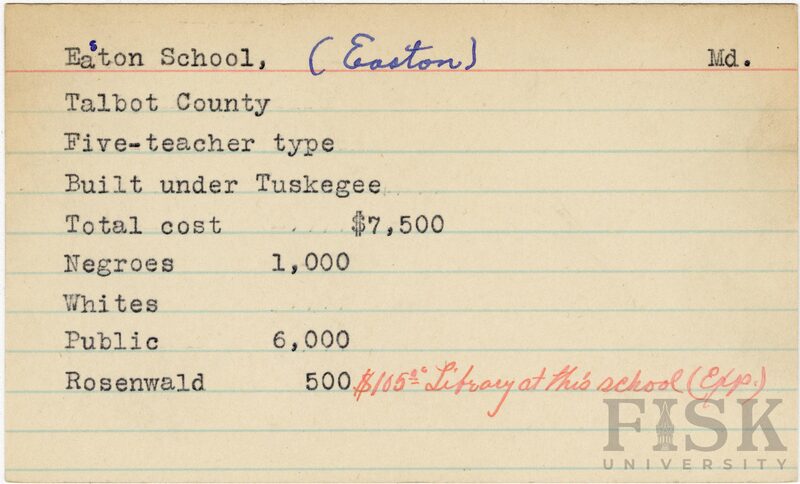 Easton School, (Easton) Md.
Talbot County
Five-teacher type
Built under Tuskegee
Total cost $7,500
Negroes 1,000
Whites
Public 6,000
Rosenwald 500 $105.00 Library at this school (Exp.)
FISK
UNIVERSITY